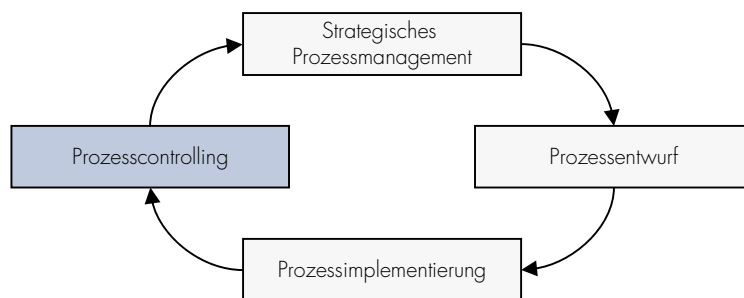 Strategisches
Prozessmanagement
Prozesscontrolling
Prozessentwurf
Prozessimplementierung